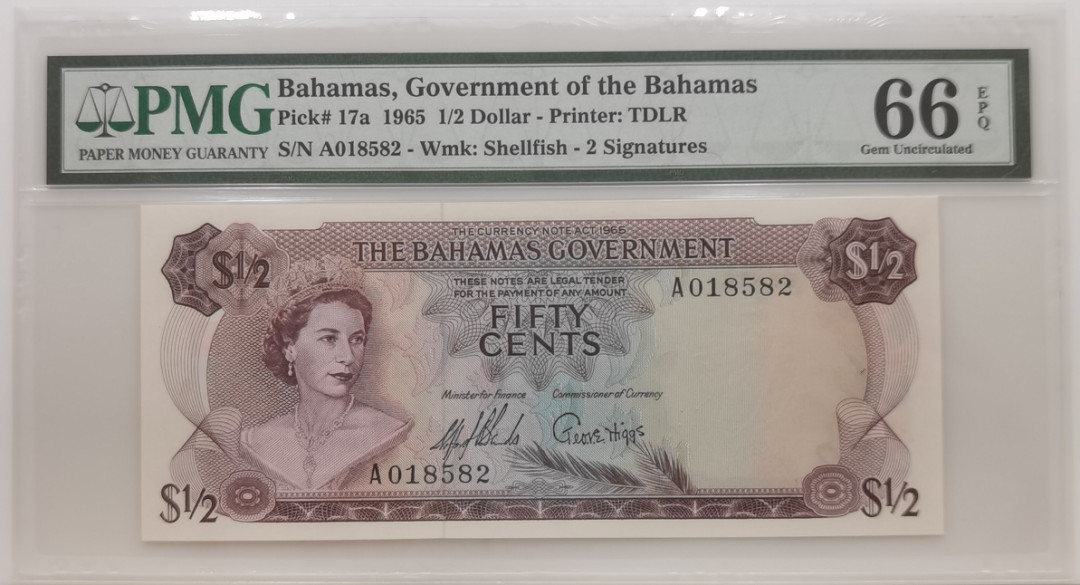 PMG
PAPER MONEY GUARANTY
Bahamas, Government of the Bahamas
Pick# 17a 1965 1/2 Dollar - Printer: TDLR
S/N A018582 - Wmk: Shellfish - 2 Signatures
66
EPQ
Gem Uncirculated
THE CURRENCY NOTE ACT 1965
THE BAHAMAS GOVERNMENT
$1/2
$1/2
THESE NOTES ARE LEGAL TENDER
FOR THE PAYMENT OF ANY AMOUNT
A018582
FIFTY
CENTS
Minister for Finance Commissioner of Currency
Geo. E. Higgs
A018582
$1/2
$1/2